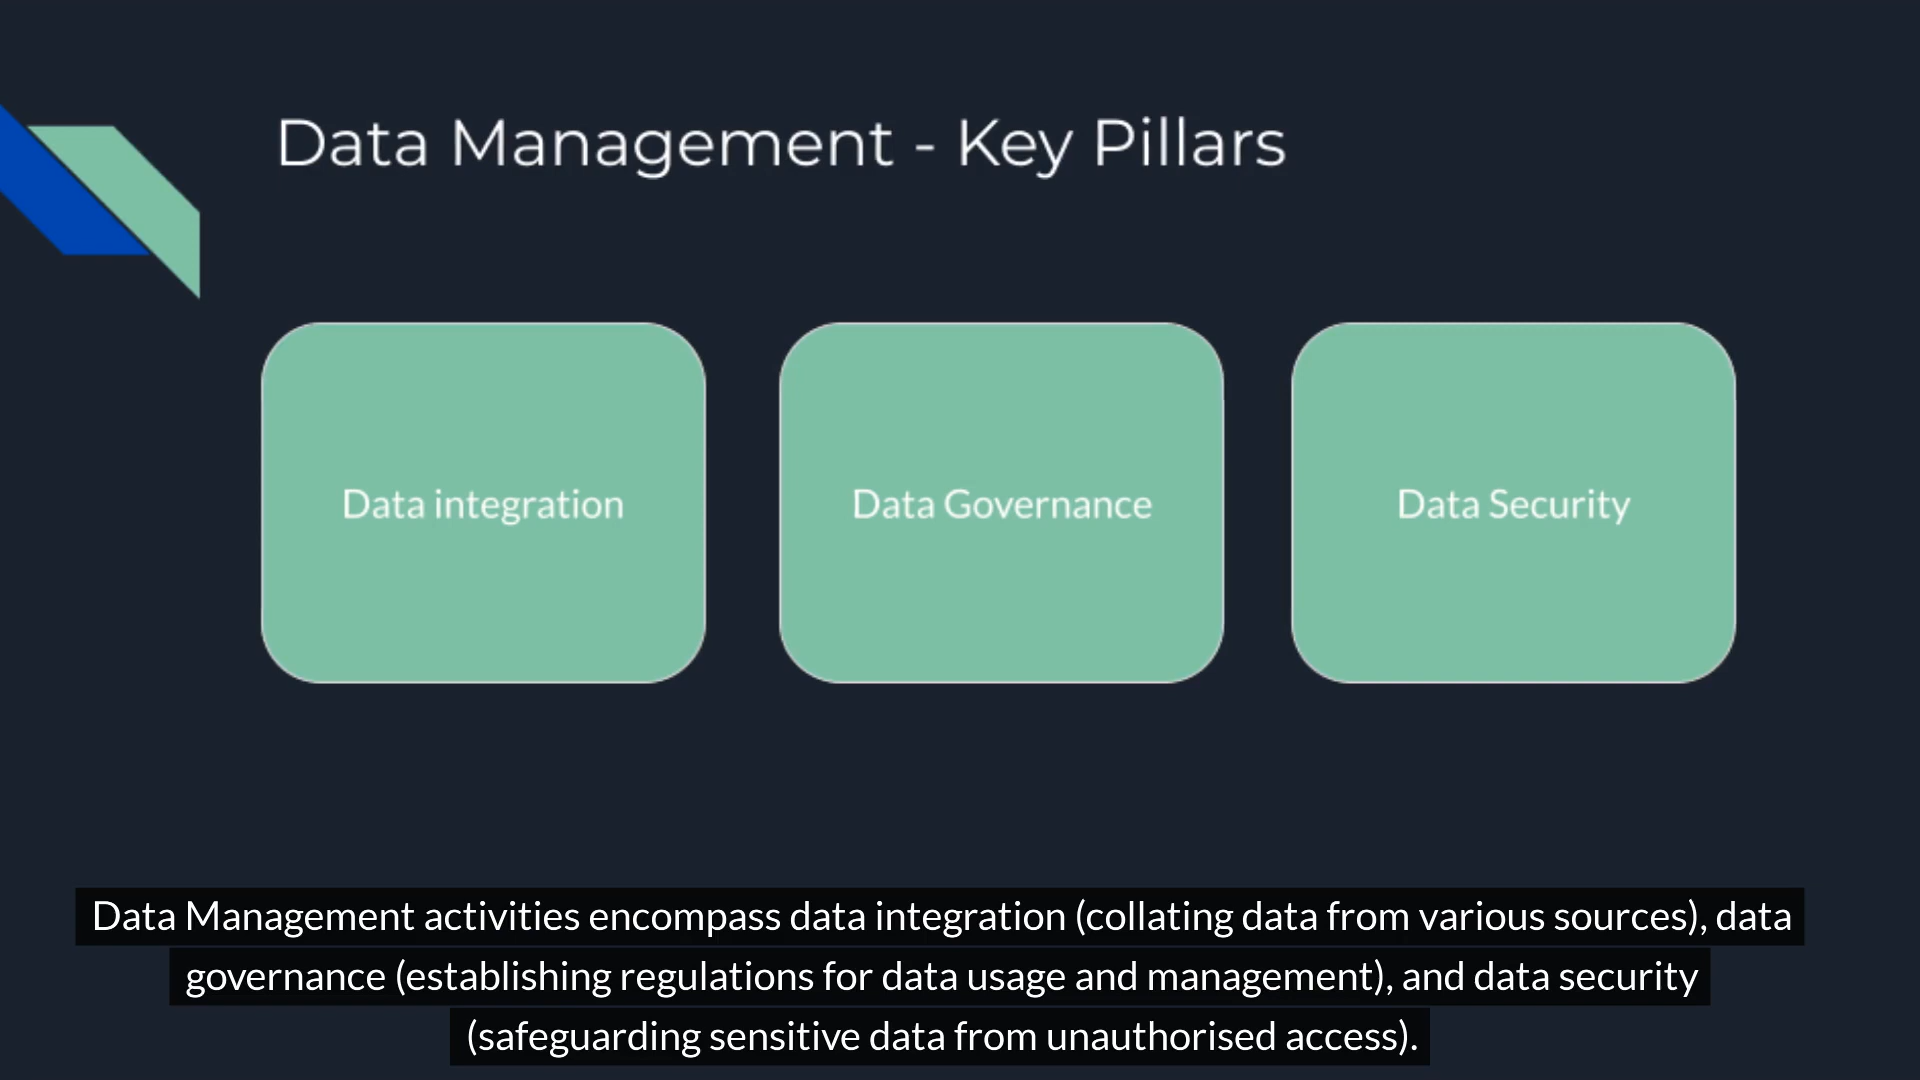 Data Management - Key Pillars
Data integration
Data Governance
Data Security
Data Management activities encompass data integration (collating data from various sources), data
governance (establishing regulations for data usage and management), and data security
(safeguarding sensitive data from unauthorised access).